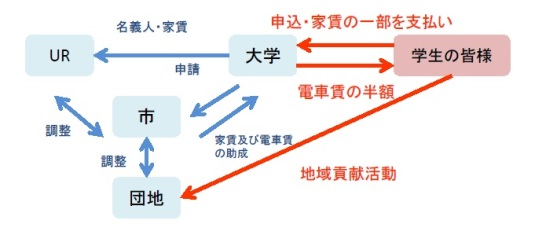 名義人・家賃
申込・家賃の一部を支払い
UR
大学
学生の皆様
申請
電車賃の半額
調整
市
家賃及び電車賃
の助成
調整
地域貢献活動
団地